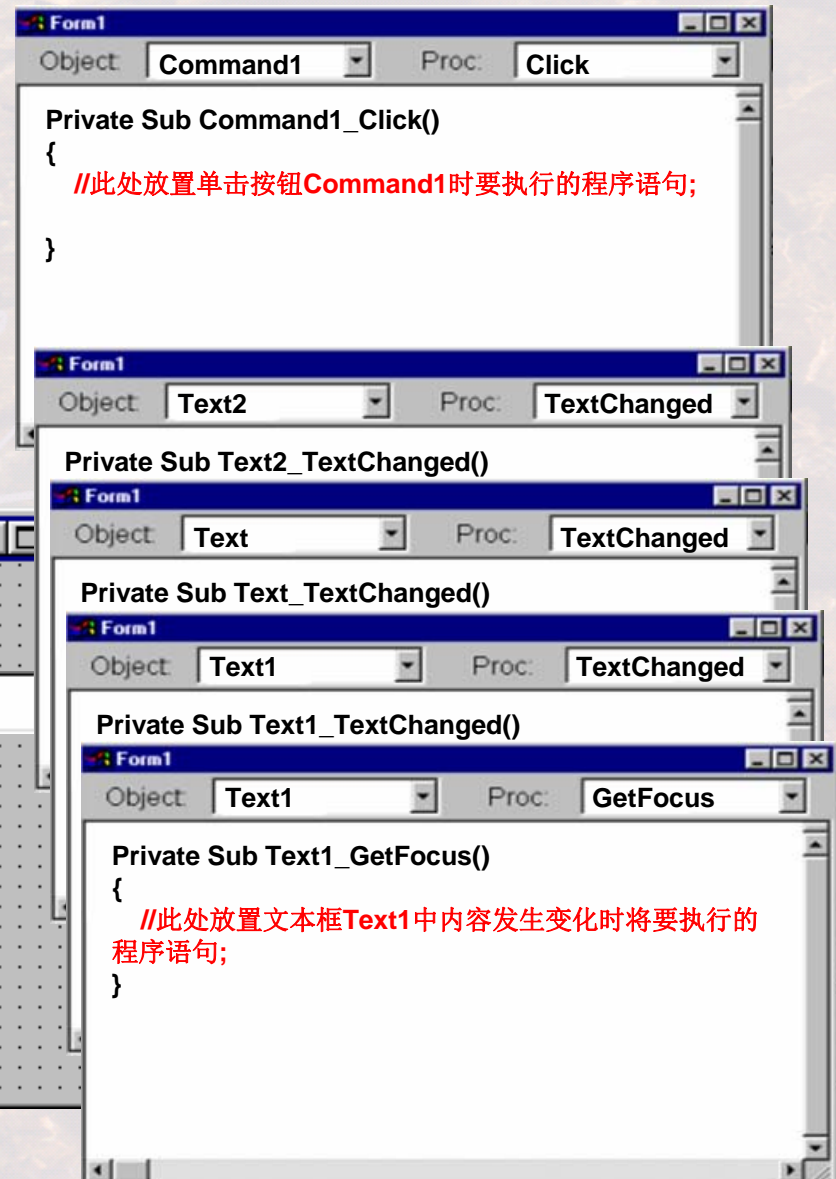 Form1
Object: Command1 Proc: Click
Private Sub Command1_Click()
{
//此处放置单击按钮Command1时要执行的程序语句;
}
Form1
Object: Text2 Proc: TextChanged
Private Sub Text2_TextChanged()
Form1
Object: Text Proc: TextChanged
Private Sub Text_TextChanged()
Form1
Object: Text1 Proc: TextChanged
Private Sub Text1_TextChanged()
Form1
Object: Text1 Proc: GetFocus
Private Sub Text1_GetFocus()
{
//此处放置文本框Text1中内容发生变化时将要执行的
程序语句;
}